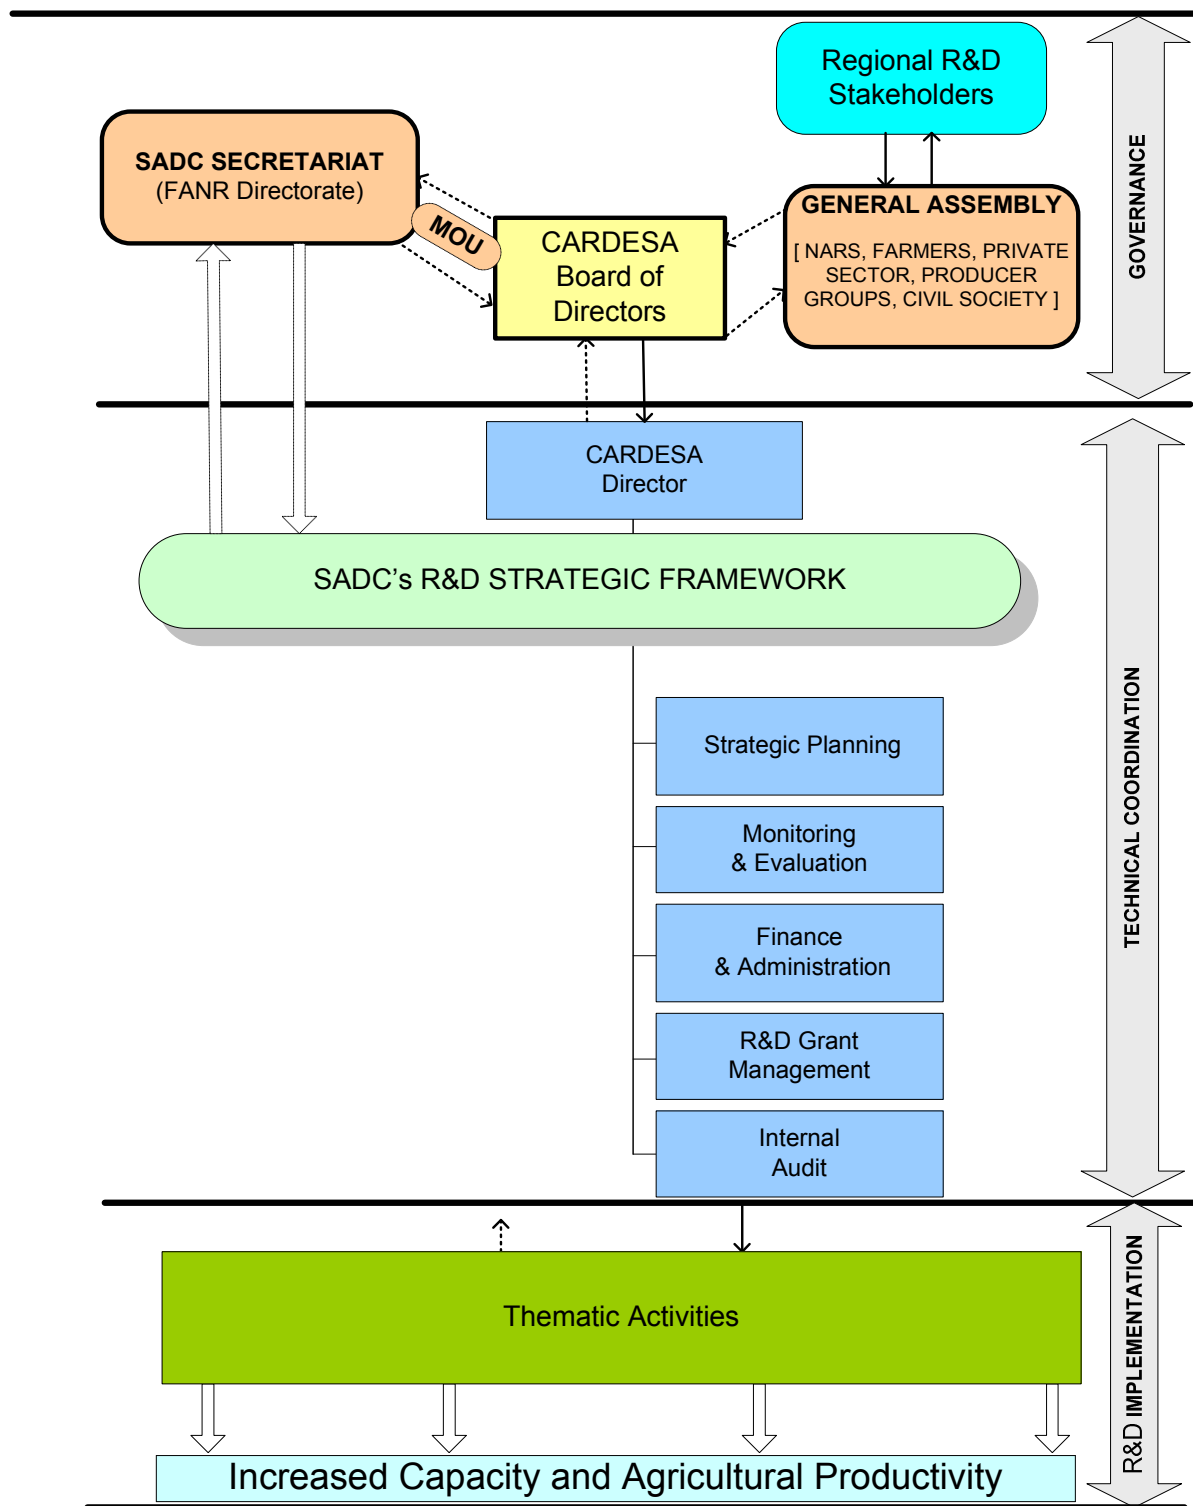 Regional R&D
Stakeholders
SADC SECRETARIAT
(FANR Directorate)
MOU
CARDESA
Board of
Directors
GENERAL ASSEMBLY
[ NARS, FARMERS, PRIVATE
SECTOR, PRODUCER
GROUPS, CIVIL SOCIETY ]
GOVERNANCE
CARDESA
Director
SADC's R&D STRATEGIC FRAMEWORK
Strategic Planning
Monitoring
& Evaluation
Finance
& Administration
R&D Grant
Management
Internal
Audit
TECHNICAL COORDINATION
Thematic Activities
Increased Capacity and Agricultural Productivity
R&D IMPLEMENTATION